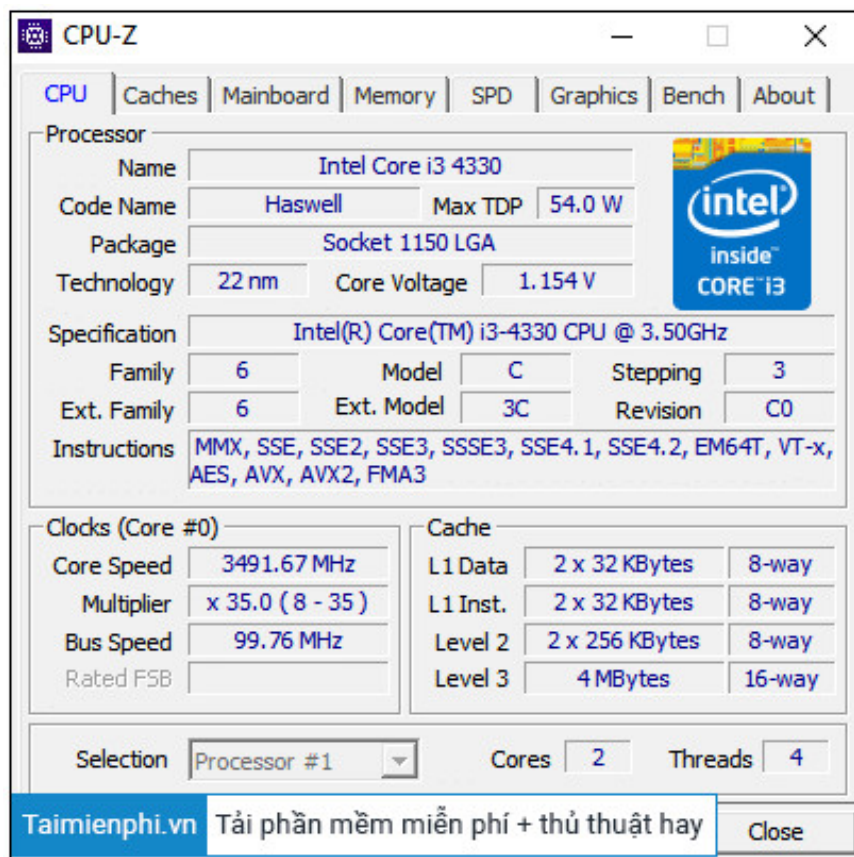 CPU-Z
CPU Caches Mainboard Memory SPD Graphics Bench About
Processor
Name Intel Core i3 4330
Code Name Haswell Max TDP 54.0 W
Package Socket 1150 LGA
Technology 22 nm Core Voltage 1.154 V
intel
inside™
CORE™i3
Specification Intel(R) Core(TM) i3-4330 CPU @ 3.50GHz
Family 6 Model C Stepping 3
Ext. Family 6 Ext. Model 3C Revision C0
Instructions MMX, SSE, SSE2, SSE3, SSSE3, SSE4.1, SSE4.2, EM64T, VT-x,
AES, AVX, AVX2, FMA3
Clocks (Core #0)
Core Speed 3491.67 MHz
Multiplier x 35.0 ( 8 - 35 )
Bus Speed 99.76 MHz
Rated FSB
Cache
L1 Data 2 x 32 KBytes 8-way
L1 Inst. 2 x 32 KBytes 8-way
Level 2 2 x 256 KBytes 8-way
Level 3 4 MBytes 16-way
Selection Processor #1 Cores 2 Threads 4
Taimienphi.vn Tải phần mềm miễn phí + thủ thuật hay Close